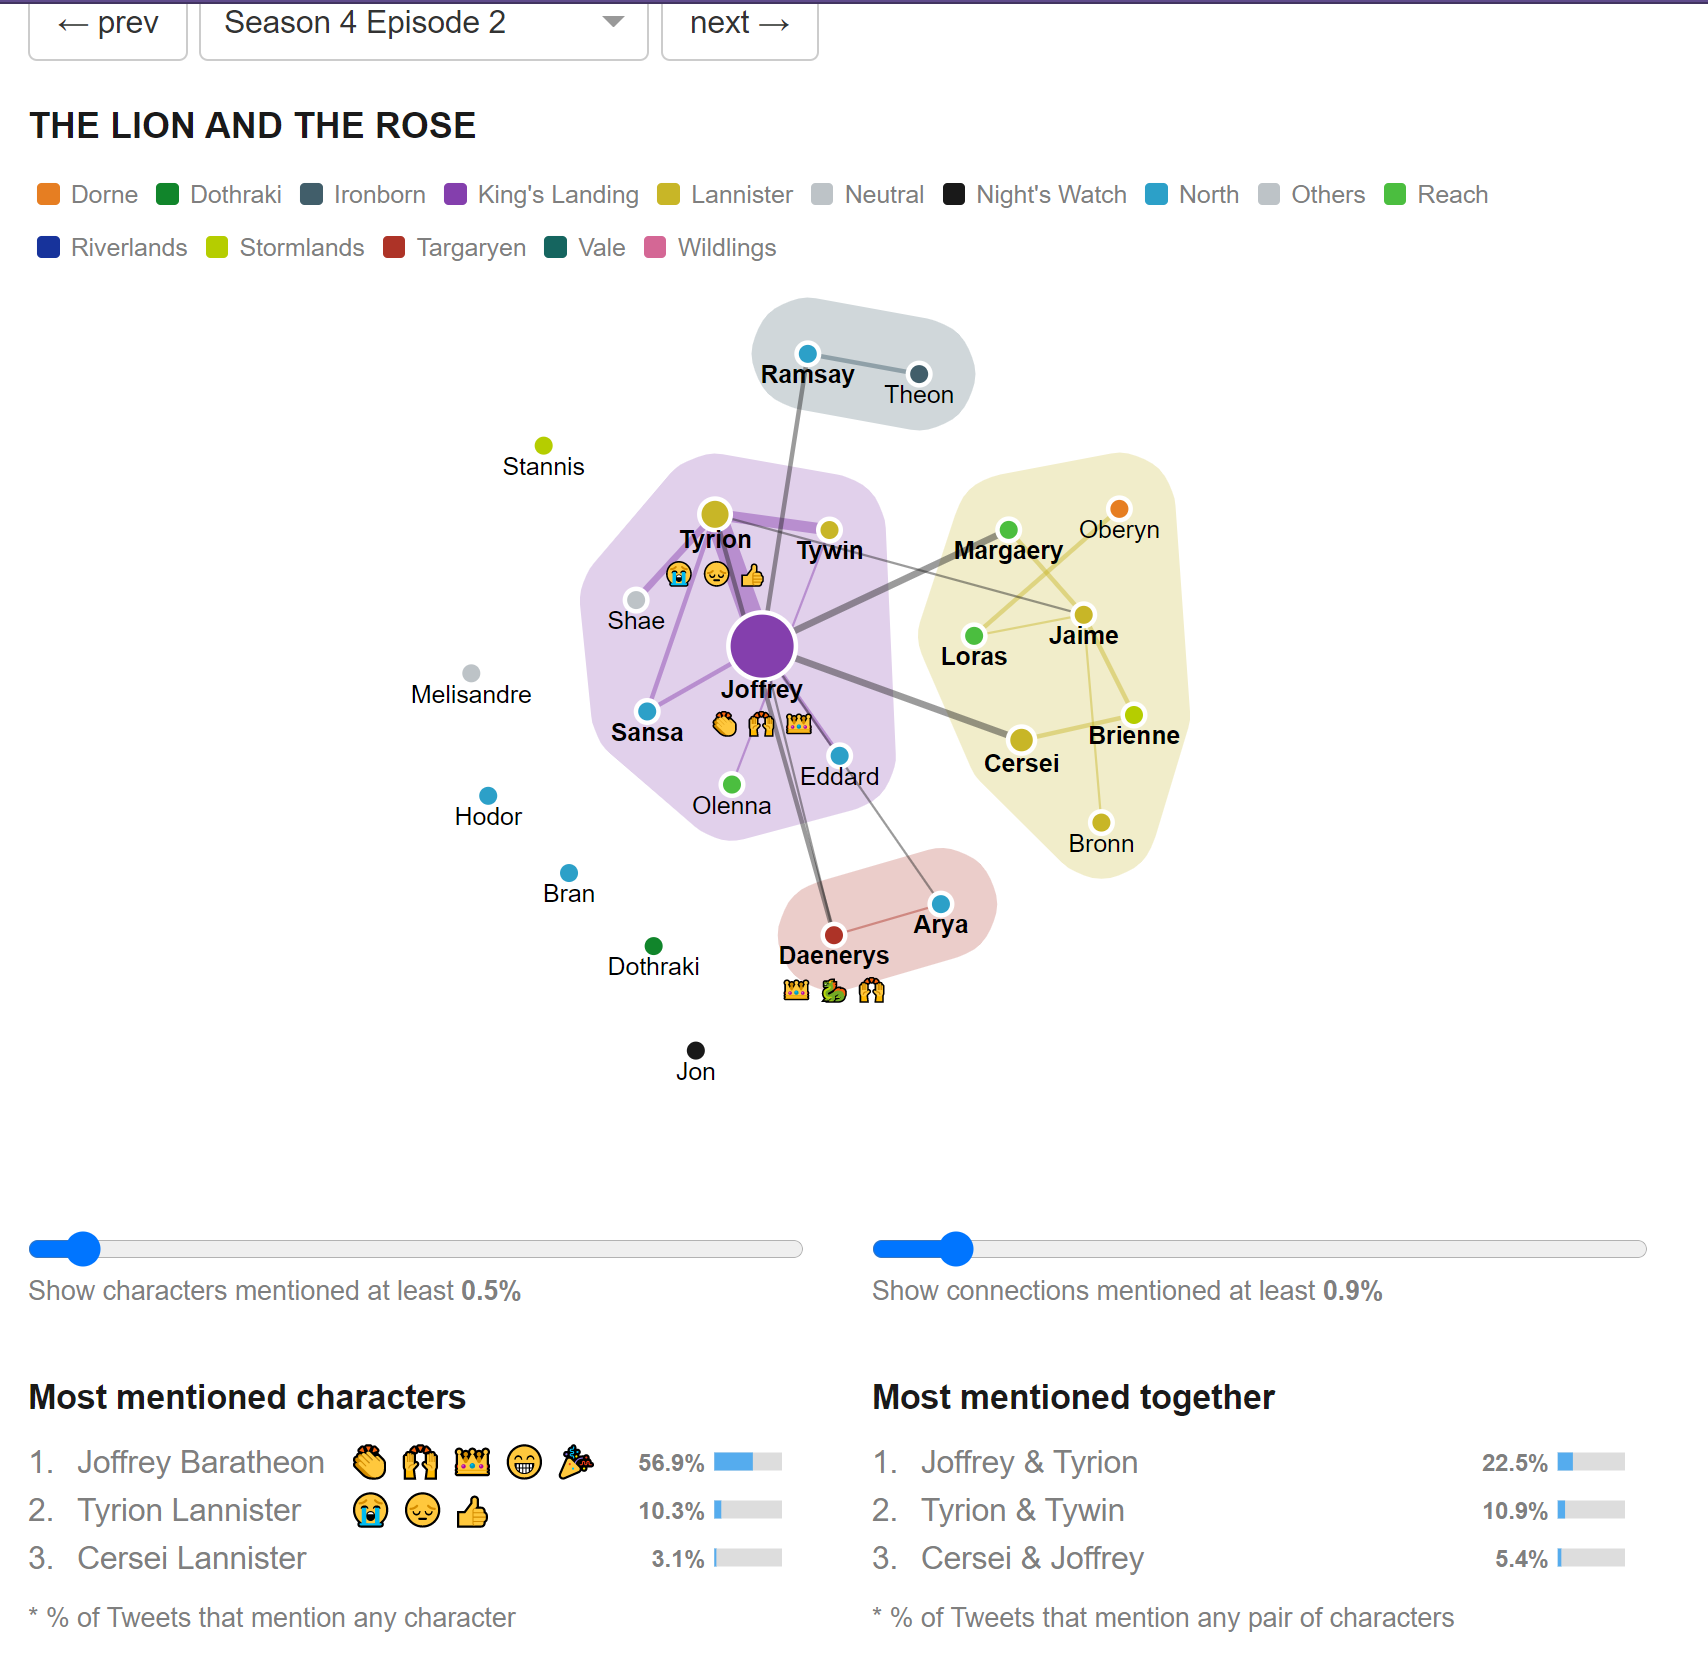 ← prev
Season 4 Episode 2
next →
THE LION AND THE ROSE
Dorne Dothraki Ironborn King's Landing Lannister Neutral Night's Watch North Others Reach
Riverlands Stormlands Targaryen Vale Wildlings
Ramsay
Theon
Stannis
Oberyn
Tyrion
Tywin
Margaery
Shae
Jaime
Loras
Melisandre
Joffrey
Sansa
Brienne
Cersei
Eddard
Olenna
Hodor
Bronn
Bran
Arya
Daenerys
Dothraki
Jon
Show characters mentioned at least 0.5%
Show connections mentioned at least 0.9%
Most mentioned characters
1. Joffrey Baratheon 56.9%
2. Tyrion Lannister 10.3%
3. Cersei Lannister 3.1%
* % of Tweets that mention any character
Most mentioned together
1. Joffrey & Tyrion 22.5%
2. Tyrion & Tywin 10.9%
3. Cersei & Joffrey 5.4%
* % of Tweets that mention any pair of characters